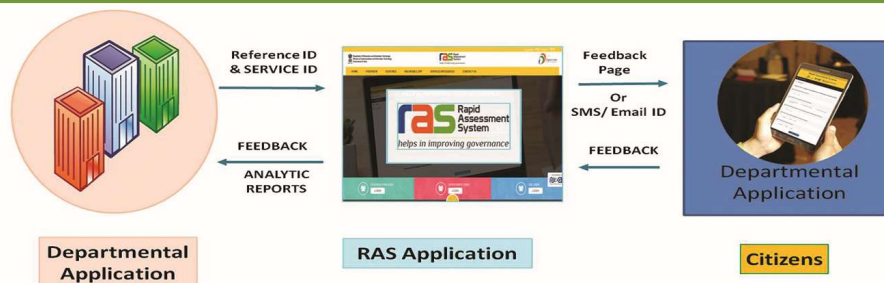 Reference ID
& SERVICE ID
FEEDBACK
ANALYTIC
REPORTS
Departmental
Application
ras Rapid
Assessment
System
helps in improving governance
RAS Application
Feedback
Page
Or
SMS/ Email ID
FEEDBACK
Departmental
Application
Citizens